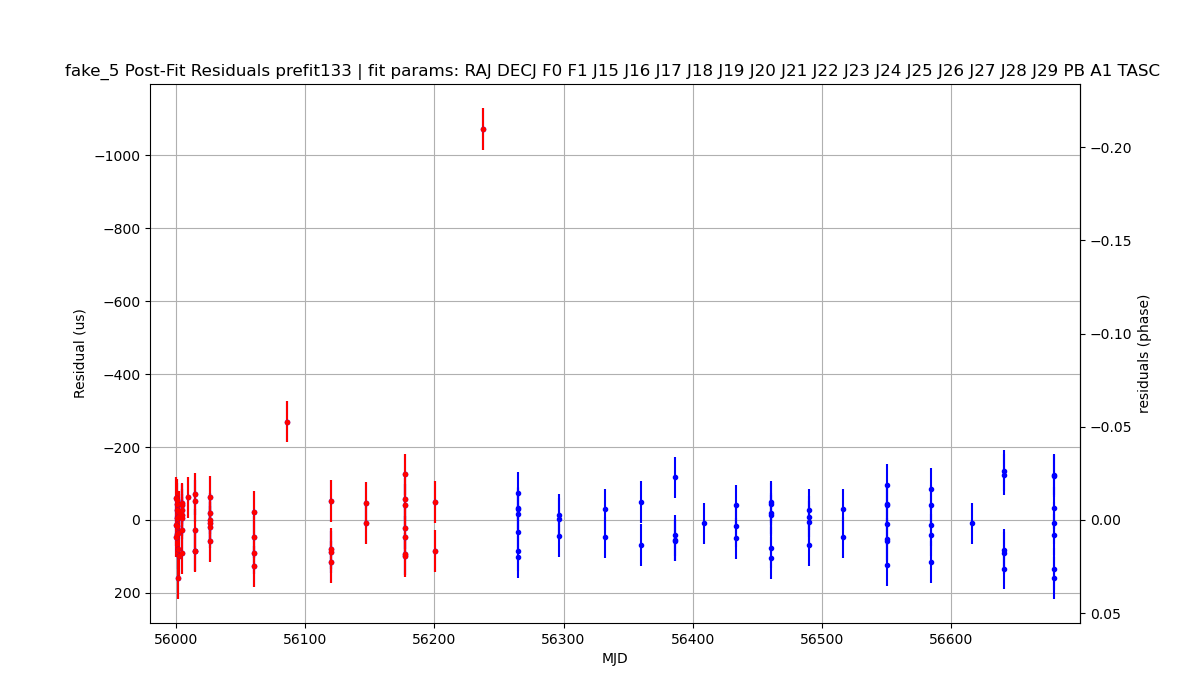 fake_5 Post-Fit Residuals prefit133 | fit params: RAJ DECJ F0 F1 J15 J16 J17 J18 J19 J20 J21 J22 J23 J24 J25 J26 J27 J28 J29 PB A1 TASC
−1000
−800
−600
−400
−200
0
200
Residual (us)
−0.20
−0.15
−0.10
−0.05
0.00
0.05
residuals (phase)
56000 56100 56200 56300 56400 56500 56600
MJD